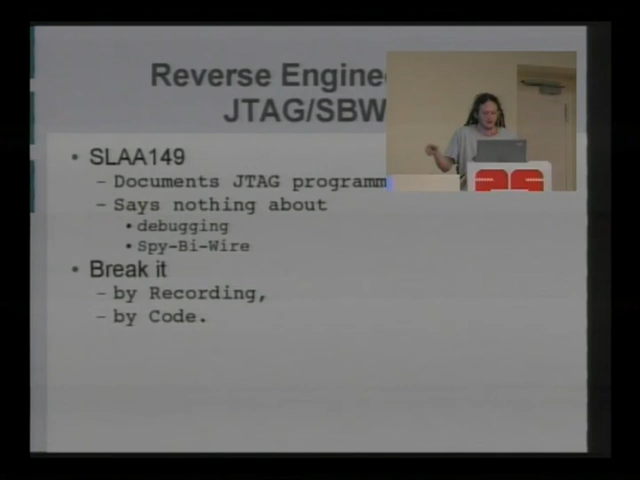 Reverse Engine
JTAG/SBW
• SLAA149
– Documents JTAG programm
– Says nothing about
• debugging
• Spy-Bi-Wire
• Break it
– by Recording,
– by Code.